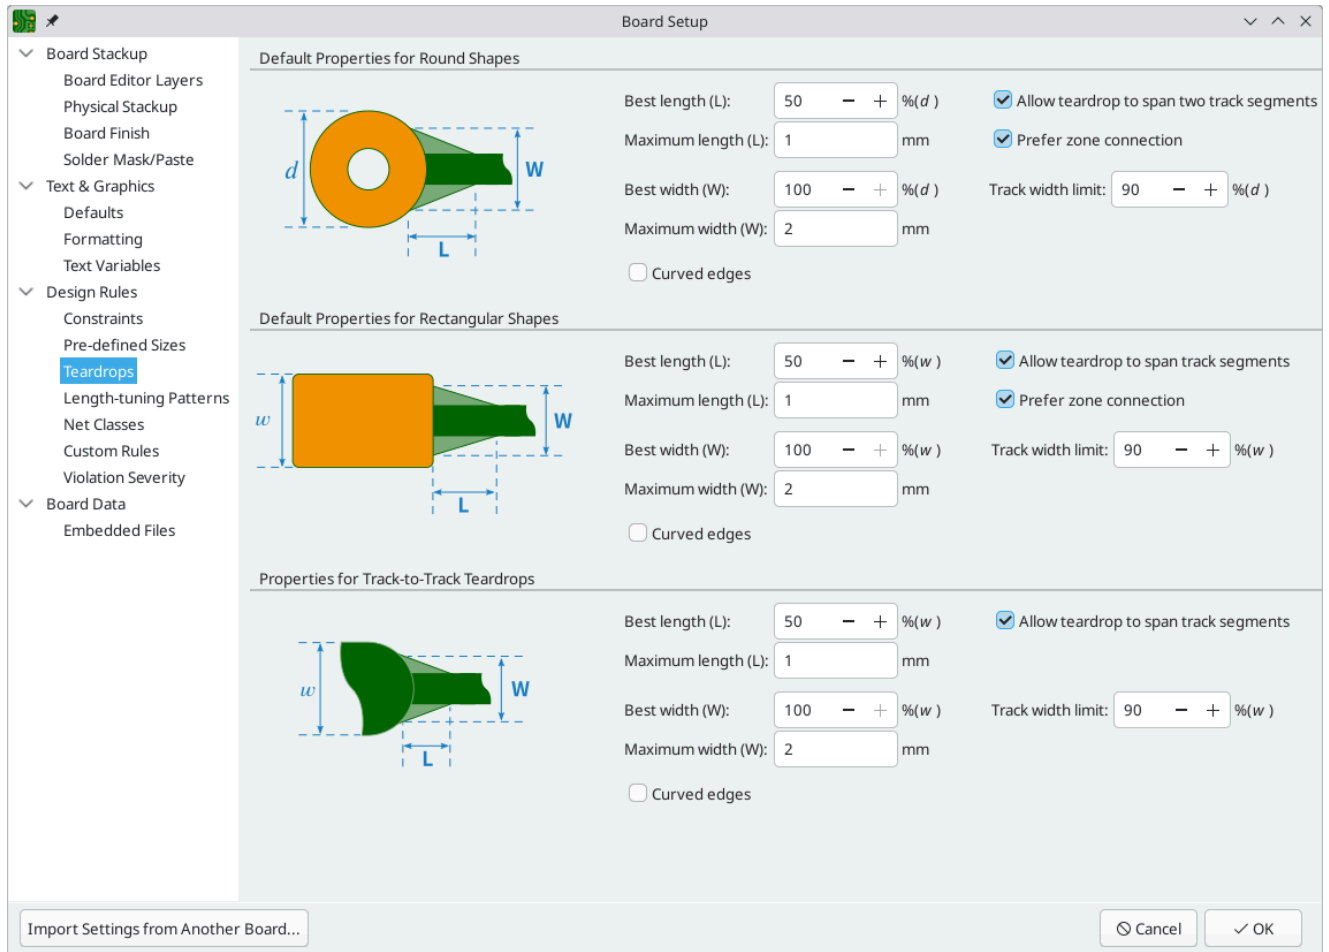 Board Setup
Board Stackup
Board Editor Layers
Physical Stackup
Board Finish
Solder Mask/Paste
Text & Graphics
Defaults
Formatting
Text Variables
Design Rules
Constraints
Pre-defined Sizes
Teardrops
Length-tuning Patterns
Net Classes
Custom Rules
Violation Severity
Board Data
Embedded Files
Default Properties for Round Shapes
d
W
L
Best length (L): 50 − + %(d ) Allow teardrop to span two track segments
Maximum length (L): 1 mm Prefer zone connection
Best width (W): 100 − + %(d ) Track width limit: 90 − + %(d )
Maximum width (W): 2 mm
Curved edges
Default Properties for Rectangular Shapes
w
W
L
Best length (L): 50 − + %(w ) Allow teardrop to span track segments
Maximum length (L): 1 mm Prefer zone connection
Best width (W): 100 − + %(w ) Track width limit: 90 − + %(w )
Maximum width (W): 2 mm
Curved edges
Properties for Track-to-Track Teardrops
w
W
L
Best length (L): 50 − + %(w ) Allow teardrop to span track segments
Maximum length (L): 1 mm
Best width (W): 100 − + %(w ) Track width limit: 90 − + %(w )
Maximum width (W): 2 mm
Curved edges
Import Settings from Another Board... Cancel OK